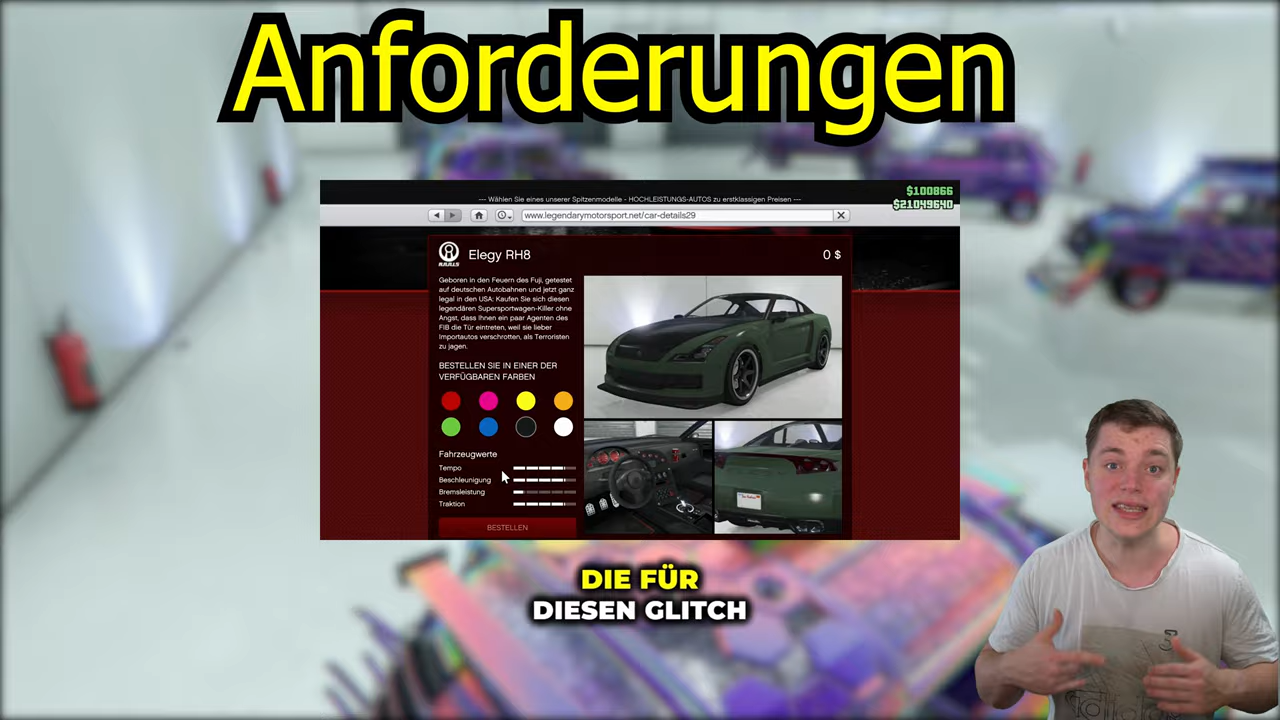 Anforderungen
--- Wählen Sie eines unserer Spitzenmodelle - HOCHLEISTUNGS-AUTOS zu erstklassigen Preisen ---
$100866
$21049640
www.legendarymotorsport.net/car-details29
Elegy RH8
0 $
Geboren in den Feuern des Fuji, getestet
auf deutschen Autobahnen und jetzt ganz
legal in den USA: Kaufen Sie sich diesen
legendären Supersportwagen-Killer ohne
Angst, dass Ihnen ein paar Agenten des
FIB die Tür eintreten, weil sie lieber
Importautos verschrotten, als Terroristen
zu jagen.
BESTELLEN SIE IN EINER DER
VERFÜGBAREN FARBEN
Fahrzeugwerte
Tempo
Beschleunigung
Bremsleistung
Traktion
BESTELLEN
DIE FÜR
DIESEN GLITCH